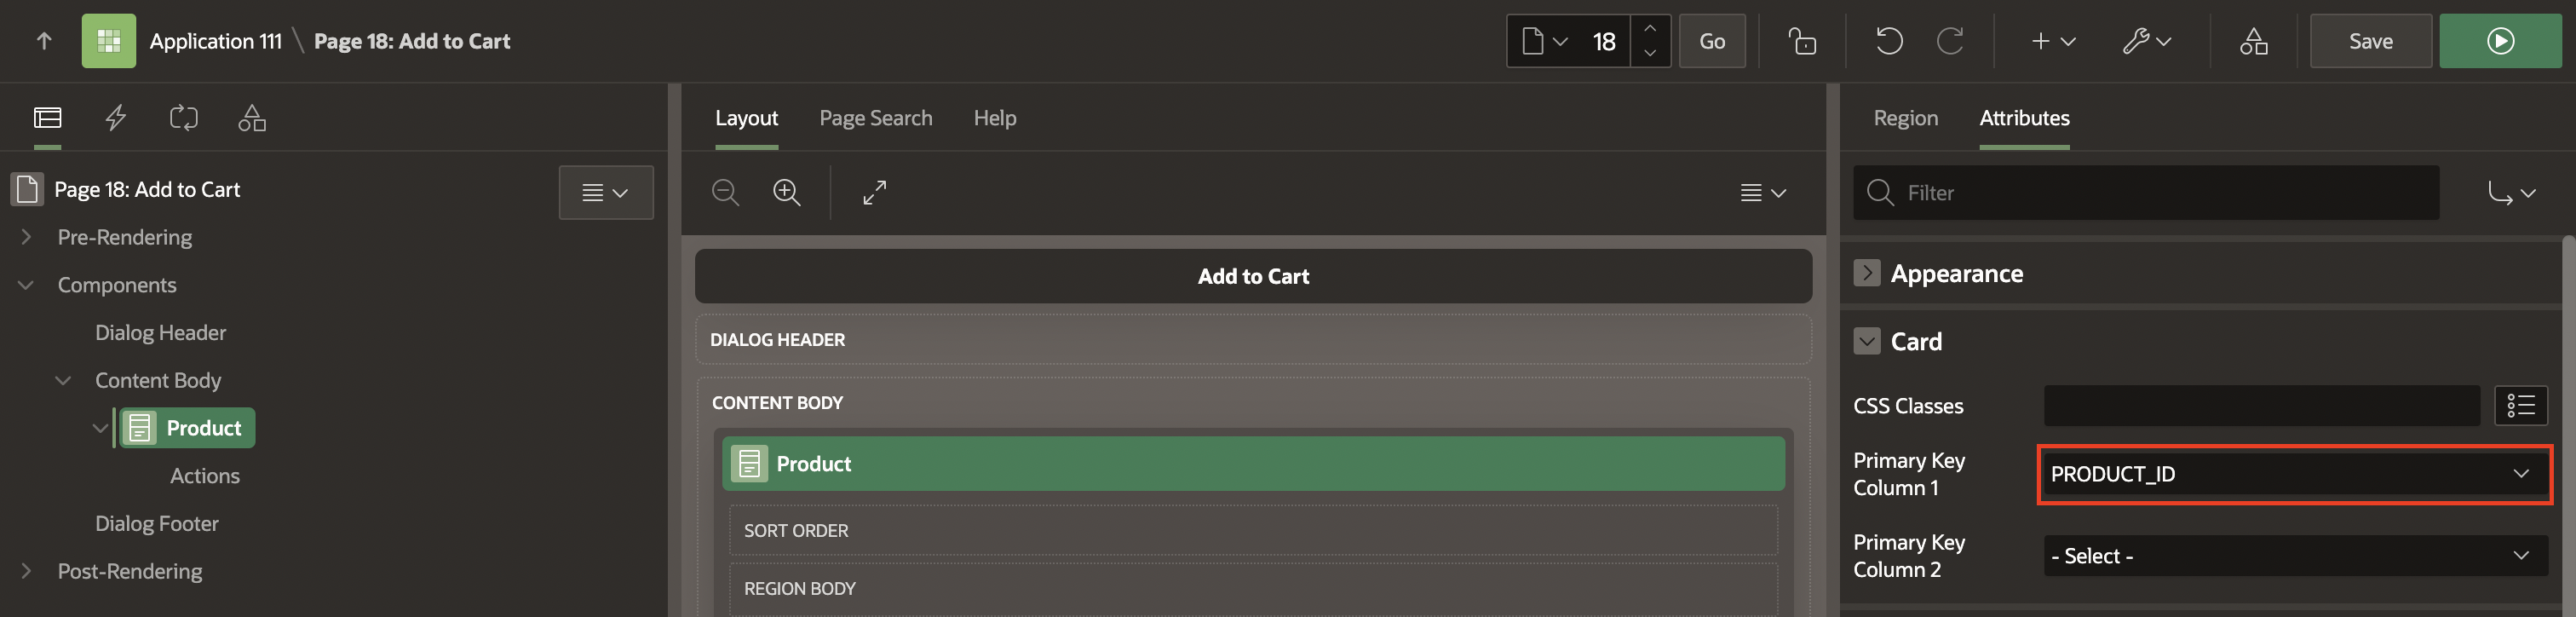 Application 111 \ Page 18: Add to Cart
18
Go
Save
Page 18: Add to Cart
Pre-Rendering
Components
Dialog Header
Content Body
Product
Actions
Dialog Footer
Post-Rendering
Layout Page Search Help
Add to Cart
DIALOG HEADER
CONTENT BODY
Product
SORT ORDER
REGION BODY
Region Attributes
Filter
Appearance
Card
CSS Classes
Primary Key
Column 1
PRODUCT_ID
Primary Key
Column 2
- Select -